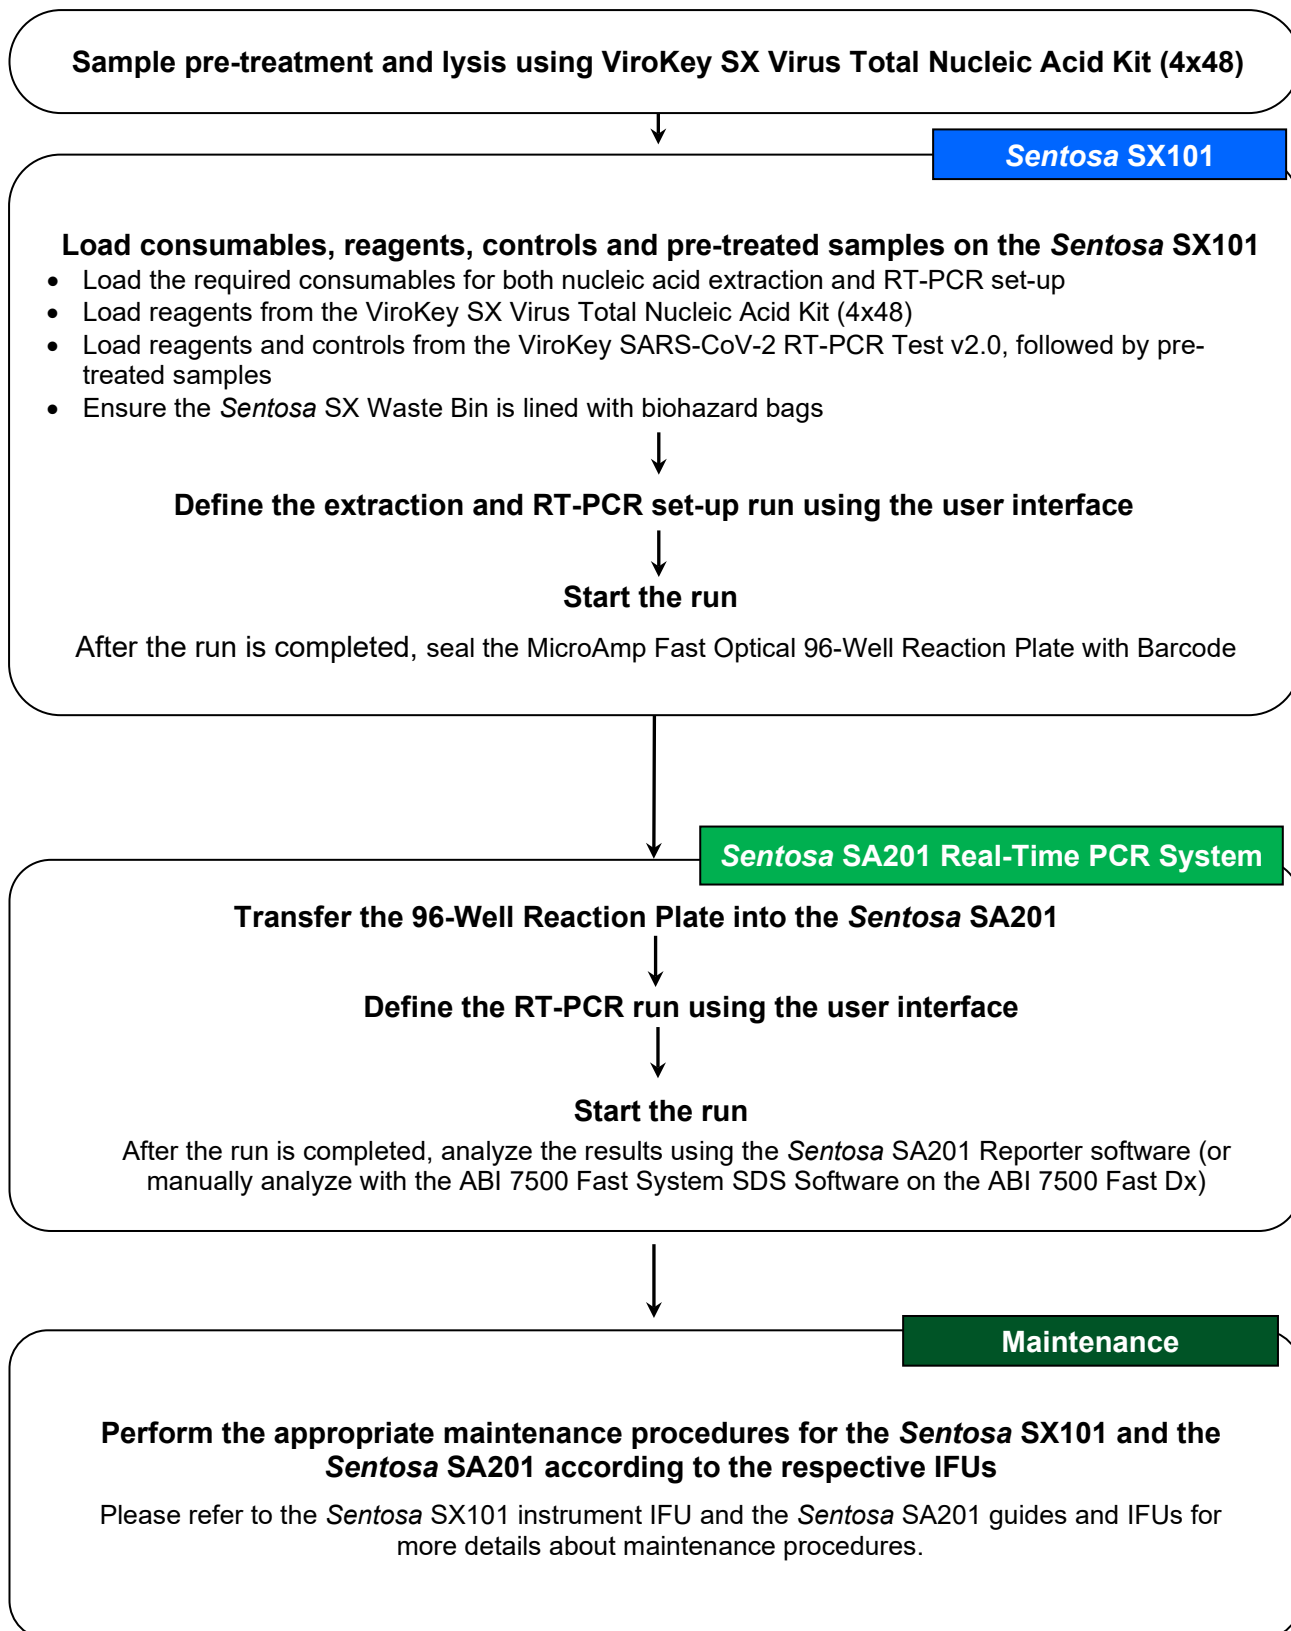 Sample pre-treatment and lysis using ViroKey SX Virus Total Nucleic Acid Kit (4x48)
Sentosa SX101
Load consumables, reagents, controls and pre-treated samples on the Sentosa SX101
• Load the required consumables for both nucleic acid extraction and RT-PCR set-up
• Load reagents from the ViroKey SX Virus Total Nucleic Acid Kit (4x48)
• Load reagents and controls from the ViroKey SARS-CoV-2 RT-PCR Test v2.0, followed by pre-
treated samples
• Ensure the Sentosa SX Waste Bin is lined with biohazard bags
Define the extraction and RT-PCR set-up run using the user interface
Start the run
After the run is completed, seal the MicroAmp Fast Optical 96-Well Reaction Plate with Barcode
Sentosa SA201 Real-Time PCR System
Transfer the 96-Well Reaction Plate into the Sentosa SA201
Define the RT-PCR run using the user interface
Start the run
After the run is completed, analyze the results using the Sentosa SA201 Reporter software (or
manually analyze with the ABI 7500 Fast System SDS Software on the ABI 7500 Fast Dx)
Maintenance
Perform the appropriate maintenance procedures for the Sentosa SX101 and the
Sentosa SA201 according to the respective IFUs
Please refer to the Sentosa SX101 instrument IFU and the Sentosa SA201 guides and IFUs for
more details about maintenance procedures.